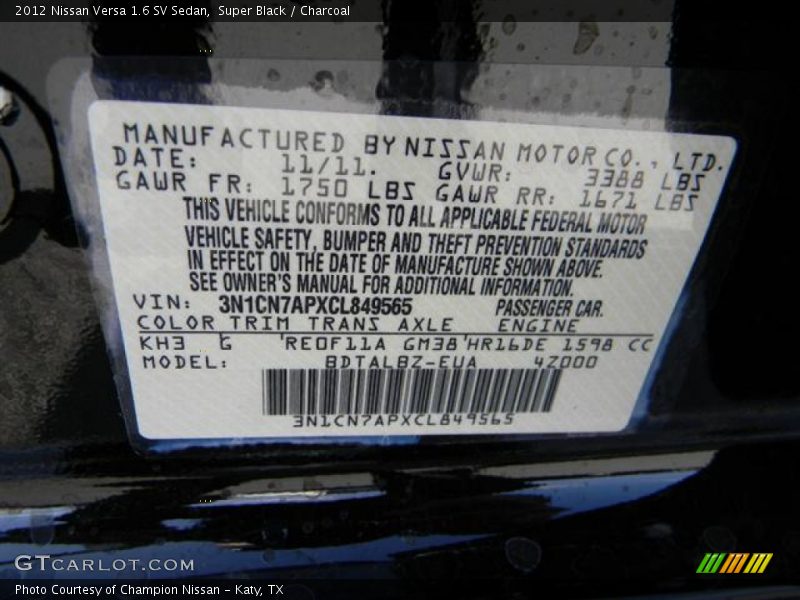 2012 Nissan Versa 1.6 SV Sedan, Super Black / Charcoal
MANUFACTURED BY NISSAN MOTOR CO., LTD.
DATE: 11/11. GVWR: 3388 LBS
GAWR FR: 1750 LBS GAWR RR: 1671 LBS
THIS VEHICLE CONFORMS TO ALL APPLICABLE FEDERAL MOTOR
VEHICLE SAFETY, BUMPER AND THEFT PREVENTION STANDARDS
IN EFFECT ON THE DATE OF MANUFACTURE SHOWN ABOVE.
SEE OWNER'S MANUAL FOR ADDITIONAL INFORMATION.
VIN: 3N1CN7APXCL849565 PASSENGER CAR.
COLOR TRIM TRANS AXLE ENGINE
KH3 G 'RE0F11A GM38'HR16DE 1598 CC
MODEL: BDTALBZ-EUA 4Z000
3N1CN7APXCL849565
GTCARLOT.COM
Photo Courtesy of Champion Nissan - Katy, TX